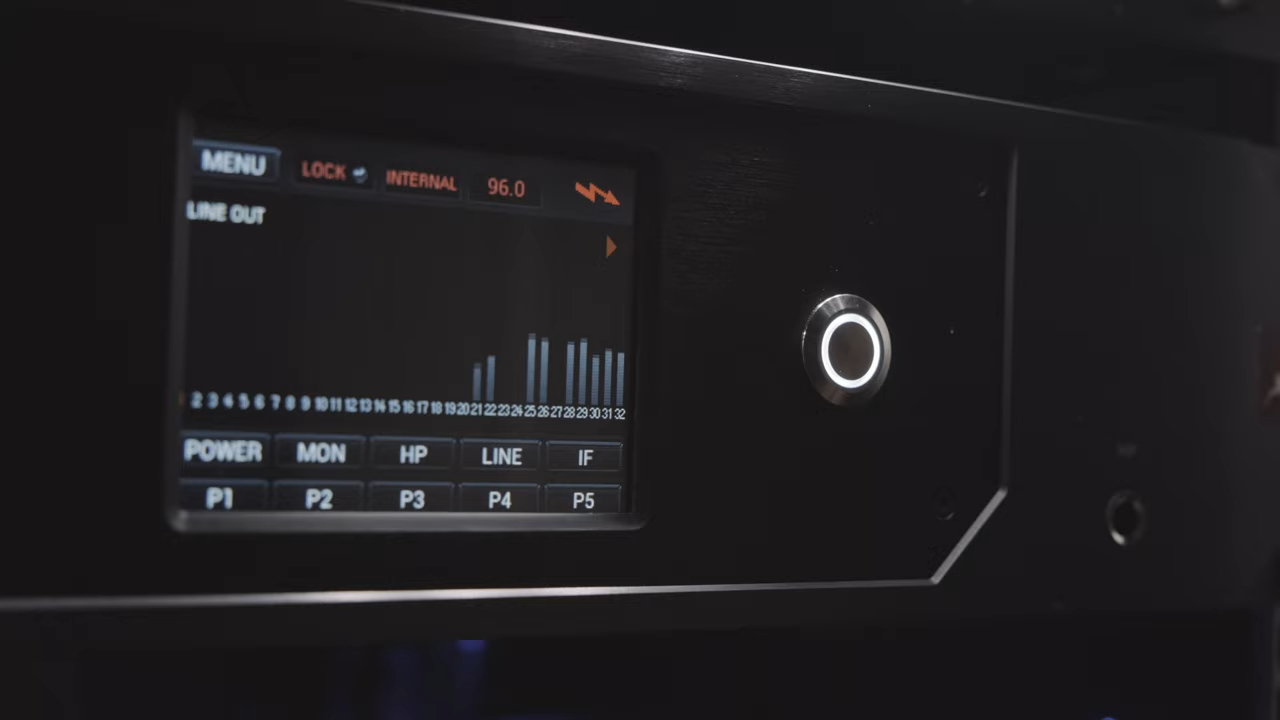 MENU LOCK INTERNAL 96.0
LINE OUT
2 3 4 5 6 7 8 9 10 11 12 13 14 15 16 17 18 19 20 21 22 23 24 25 26 27 28 29 30 31 32
POWER MON HP LINE IF
P1 P2 P3 P4 P5